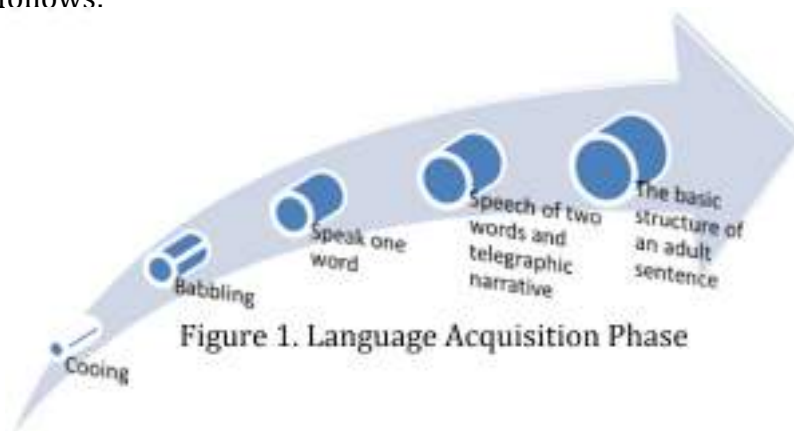 follows:
Cooing
Babbling
Speak one
word
Speech of two
words and
telegraphic
narrative
The basic
structure of
an adult
sentence
Figure 1. Language Acquisition Phase